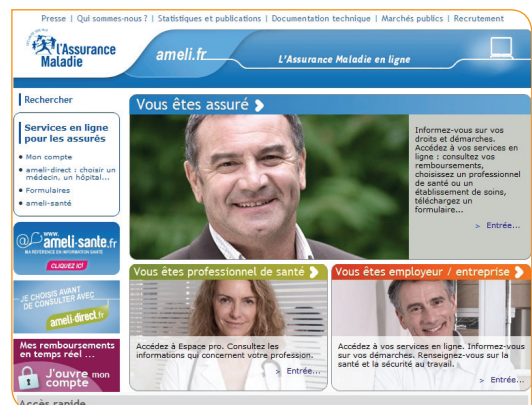 Presse | Qui sommes-nous ? | Statistiques et publications | Documentation technique | Marchés publics | Recrutement
l'Assurance
Maladie
ameli.fr
L'Assurance Maladie en ligne
Rechercher
Services en ligne
pour les assurés
• Mon compte
• ameli-direct : choisir un
médecin, un hôpital...
• Formulaires
• ameli-santé
www.
@ ameli-sante.fr
MA RÉFÉRENCE EN INFORMATION SANTÉ
CLIQUEZ ICI
JE CHOISIS AVANT
DE CONSULTER AVEC
ameli-direct.fr
Mes remboursements
en temps réel ...
J'ouvre mon
compte
Vous êtes assuré
Informez-vous sur vos
droits et démarches.
Accédez à vos services en
ligne : consultez vos
remboursements,
choisissez un professionnel
de santé ou un
établissement de soins,
téléchargez un
formulaire...
> Entrée...
Vous êtes professionnel de santé
Accédez à Espace pro. Consultez les
informations qui concernent votre profession.
> Entrée...
Vous êtes employeur / entreprise
Accédez à vos services en ligne. Informez-vous
sur vos démarches. Renseignez-vous sur la
santé et la sécurité au travail.
> Entrée...
Accès rapide